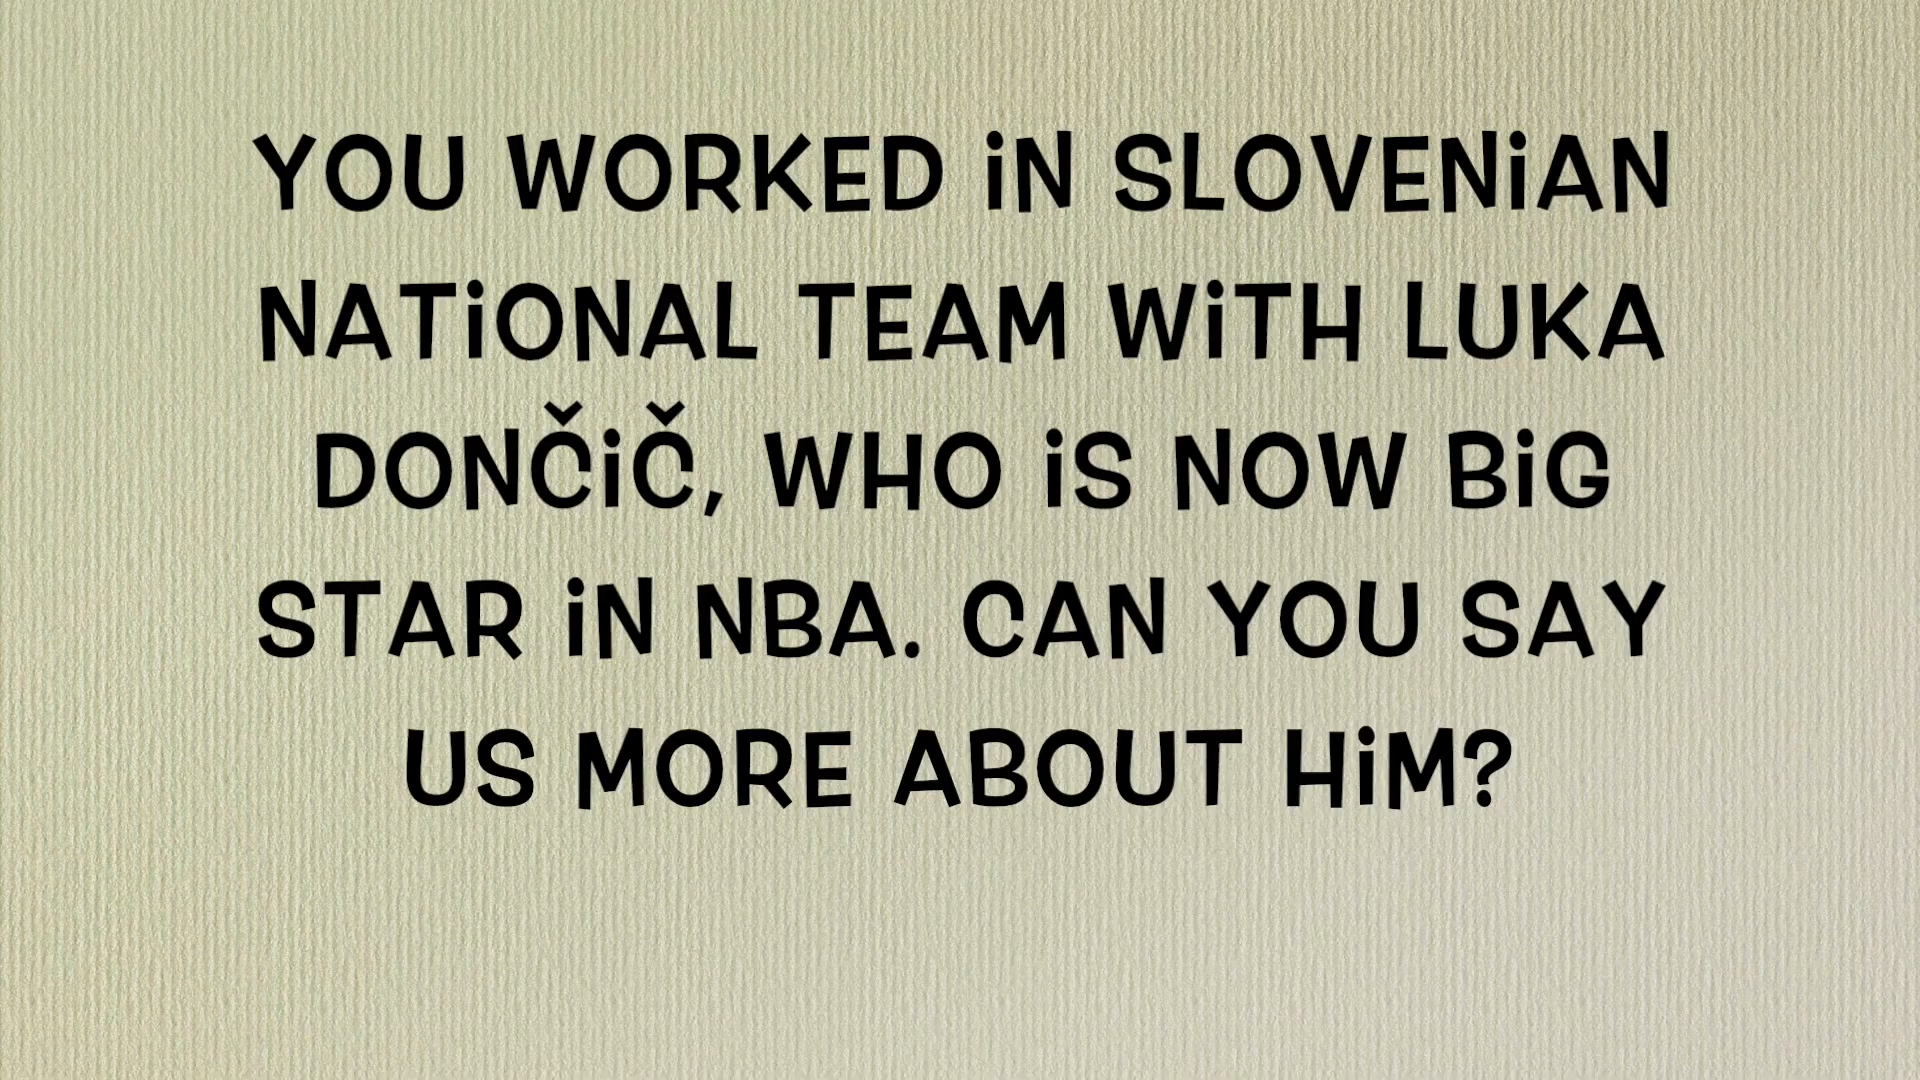 YOU WORKED iN SLOVENiAN
NATiONAL TEAM WiTH LUKA
DONČiČ, WHO iS NOW BiG
STAR iN NBA. CAN YOU SAY
US MORE ABOUT HiM?